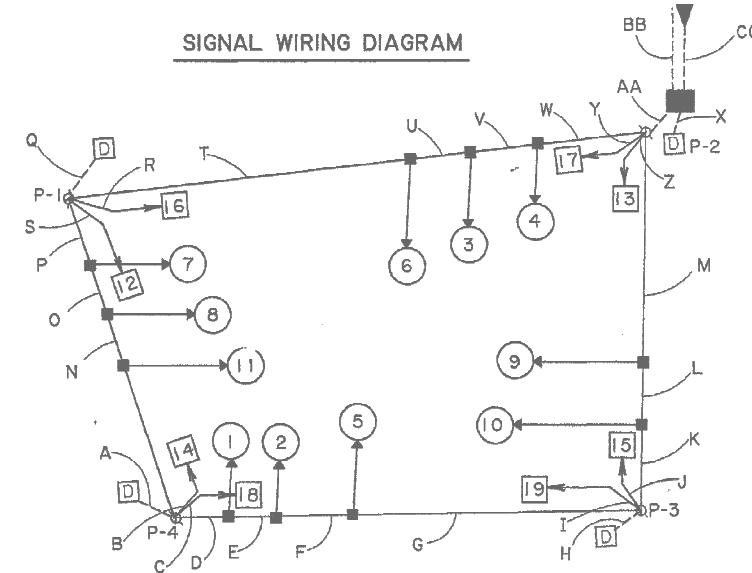 SIGNAL WIRING DIAGRAM
BB
CC
AA
X
W
Y
V
U
D
P-2
Q
D
R
T
17
Z
P-1
13
16
S
4
3
P
7
6
M
12
O
8
9
N
11
L
5
10
1
2
15
K
A
14
J
D
18
19
P-3
I
B
P-4
D
H
C
D
E
F
G